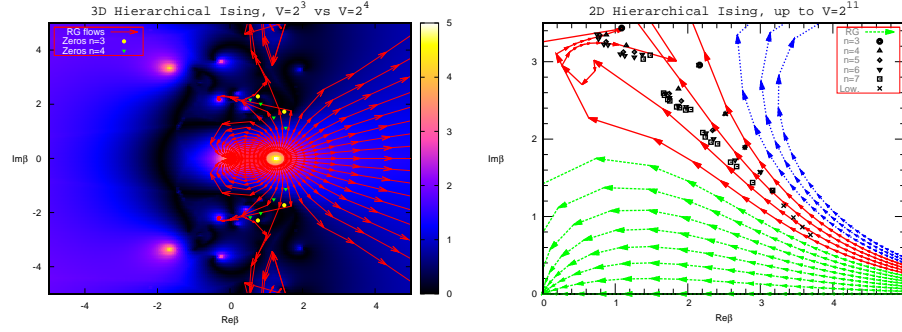 3D Hierarchical Ising, V=2^3 vs V=2^4
RG flows
Zeros n=3
Zeros n=4
4
2
0
-2
-4
Imβ
-4
-2
0
2
4
Reβ
5
4
3
2
1
0
2D Hierarchical Ising, up to V=2^11
RG
n=3
n=4
n=5
n=6
n=7
Low.
3
2
1
0
Imβ
0
1
2
3
4
Reβ